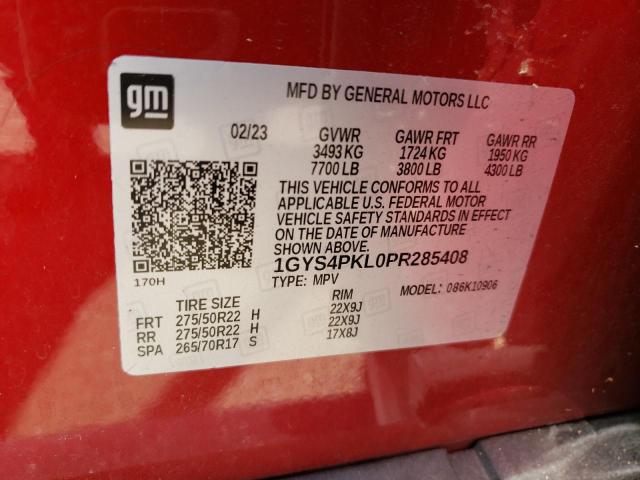 gm
MFD BY GENERAL MOTORS LLC
02/23 GVWR GAWR FRT GAWR RR
3493 KG 1724 KG 1950 KG
7700 LB 3800 LB 4300 LB
THIS VEHICLE CONFORMS TO ALL
APPLICABLE U.S. FEDERAL MOTOR
VEHICLE SAFETY STANDARDS IN EFFECT
ON THE DATE OF MANUFACTURE
SHOWN ABOVE.
1GYS4PKL0PR285408
170H
TYPE: MPV MODEL: 086K10906
TIRE SIZE RIM
FRT 275/50R22 H 22X9J
RR 275/50R22 H 22X9J
SPA 265/70R17 S 17X8J